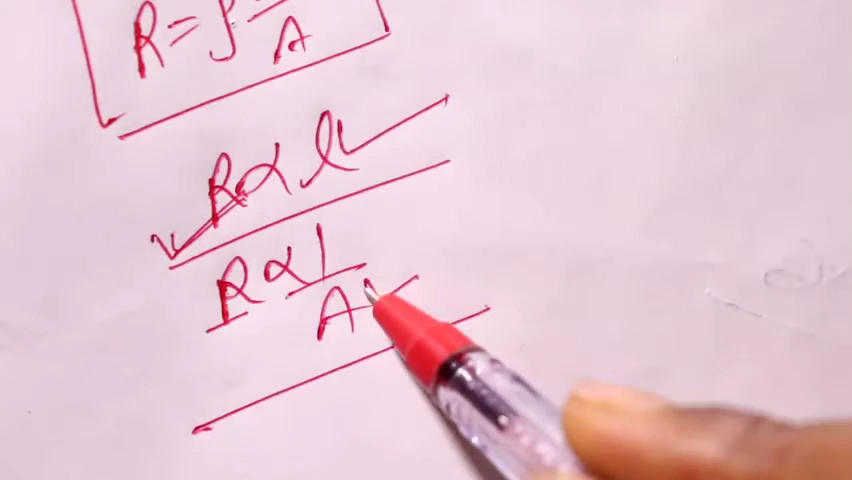 R = ρ —/A
R ∝ l
R ∝ 1/A